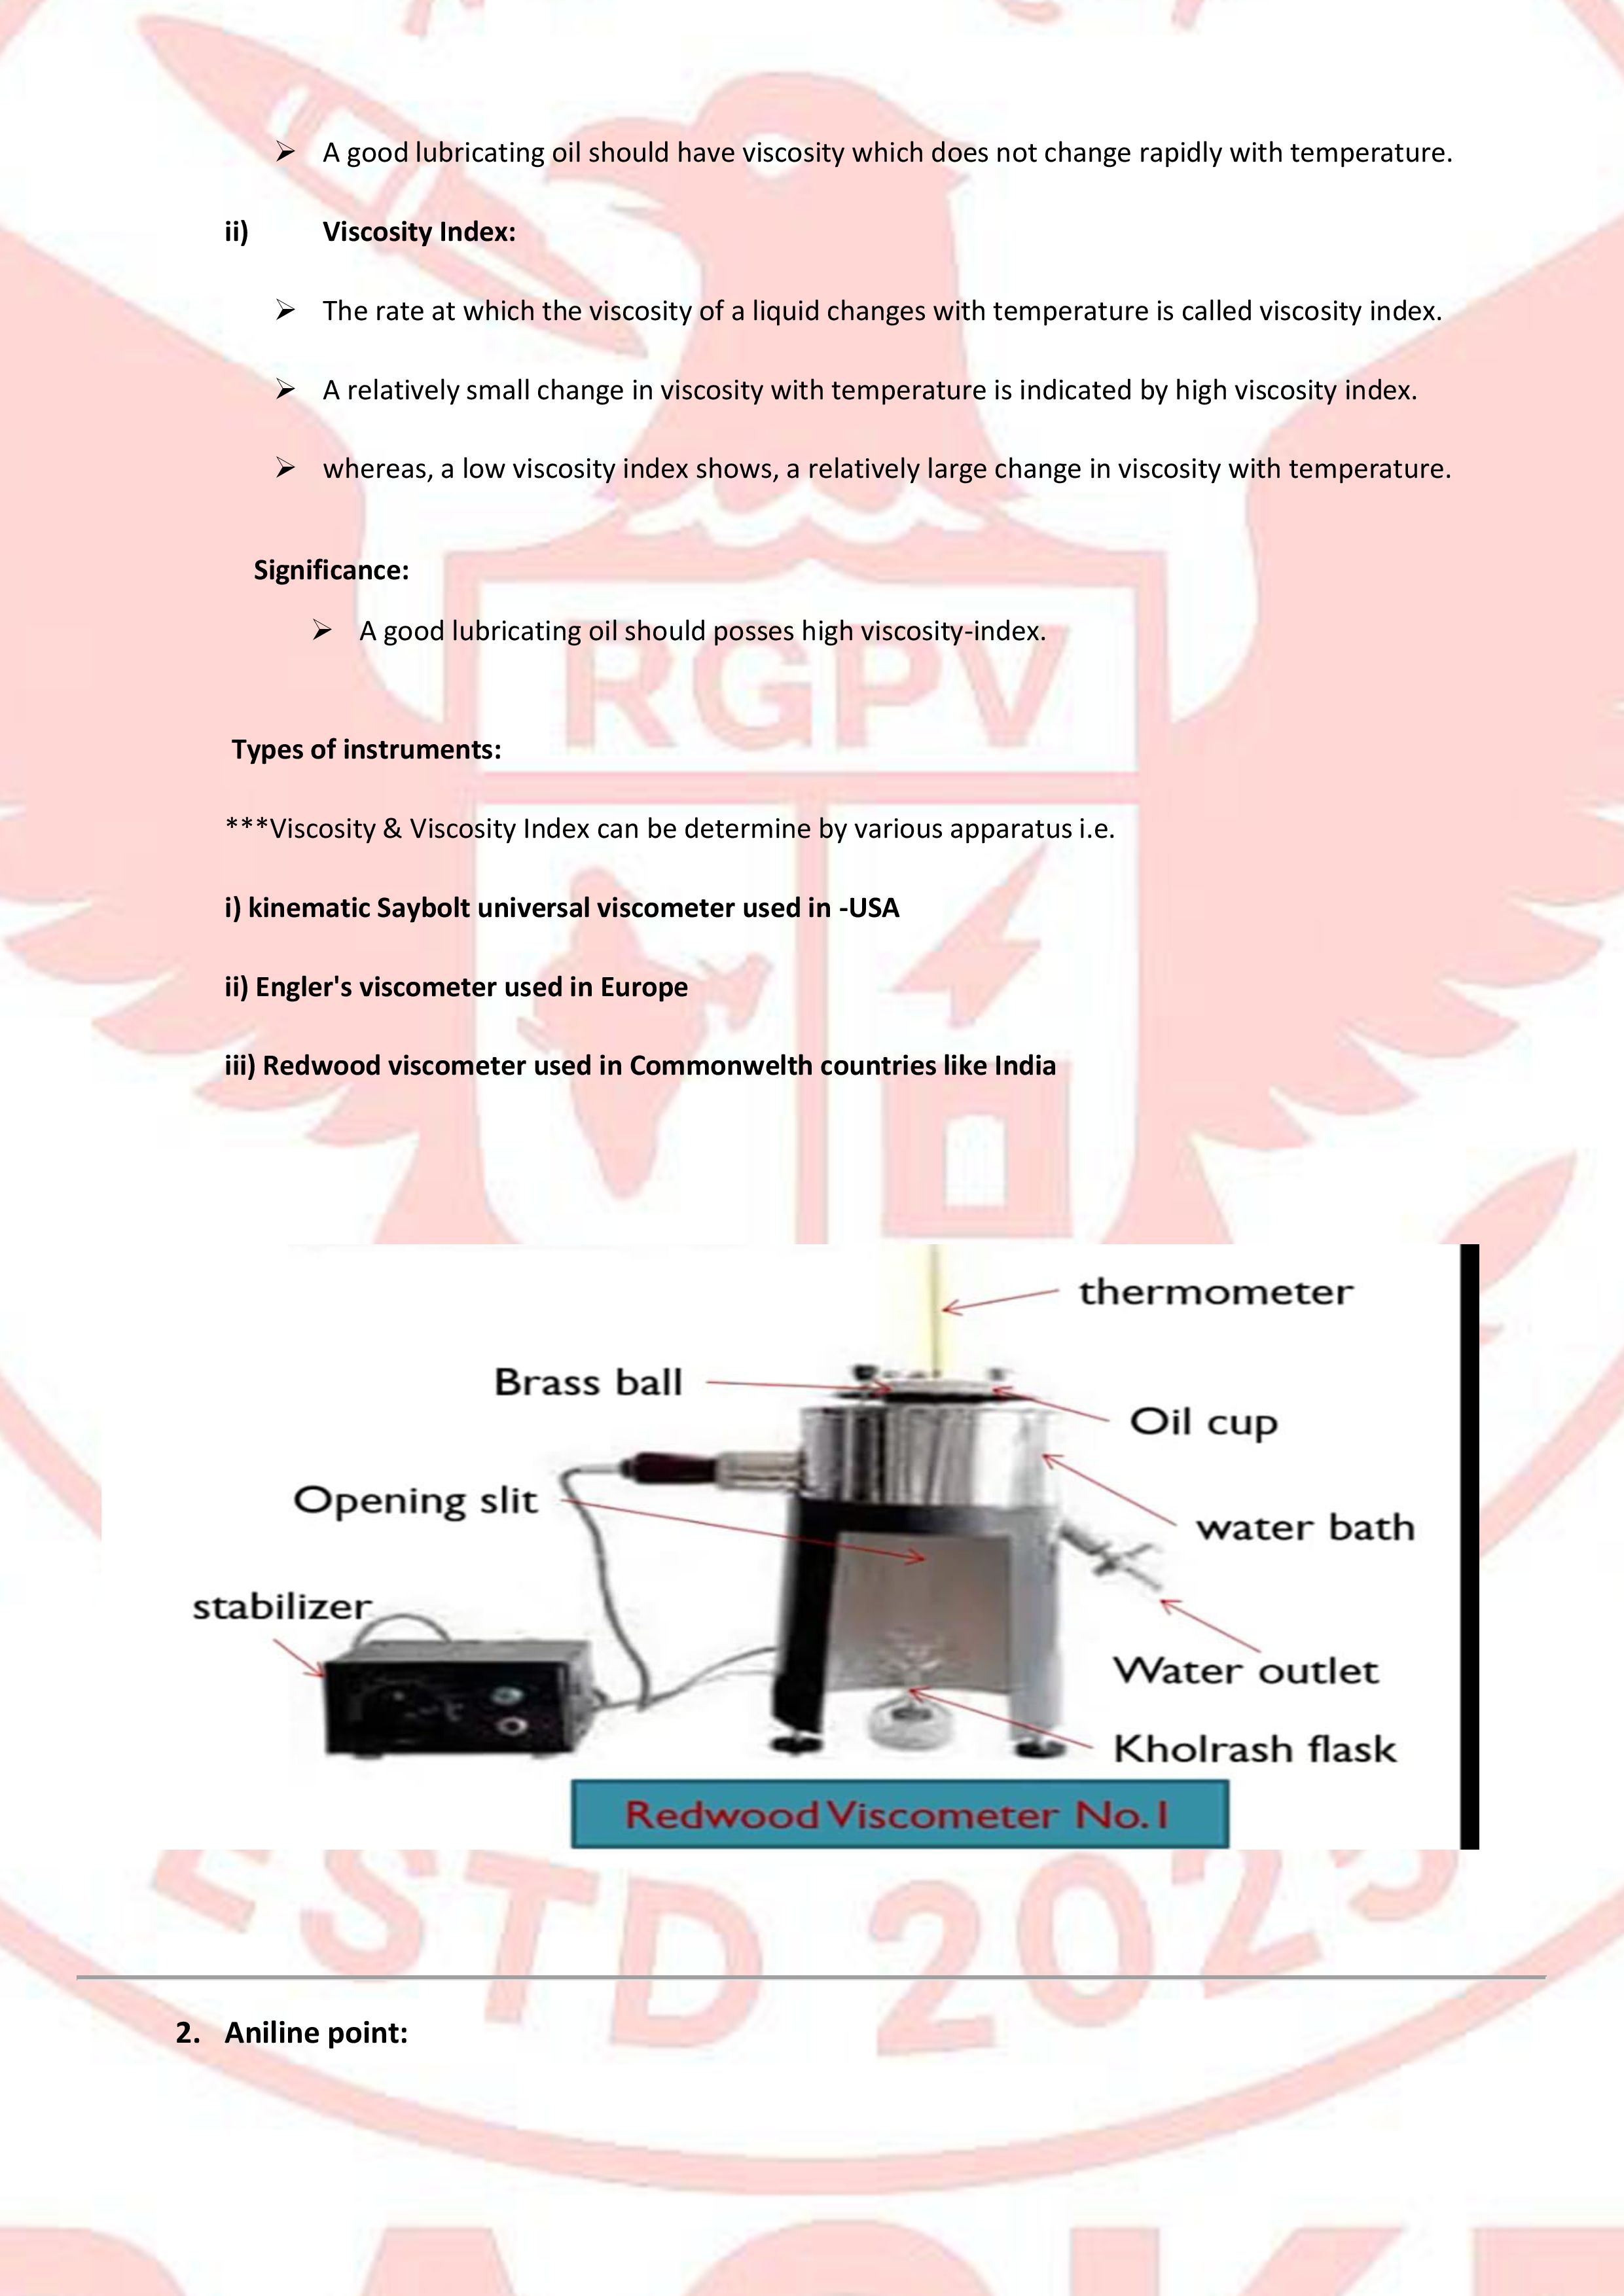 ➢ A good lubricating oil should have viscosity which does not change rapidly with temperature.
ii) Viscosity Index:
➢ The rate at which the viscosity of a liquid changes with temperature is called viscosity index.
➢ A relatively small change in viscosity with temperature is indicated by high viscosity index.
➢ whereas, a low viscosity index shows, a relatively large change in viscosity with temperature.
Significance:
➢ A good lubricating oil should posses high viscosity-index.
RGPV
Types of instruments:
***Viscosity & Viscosity Index can be determine by various apparatus i.e.
i) kinematic Saybolt universal viscometer used in -USA
ii) Engler's viscometer used in Europe
iii) Redwood viscometer used in Commonwelth countries like India
thermometer
Brass ball
Oil cup
Opening slit
water bath
stabilizer
Water outlet
Kholrash flask
Redwood Viscometer No.1
ESTD 2025
2. Aniline point: